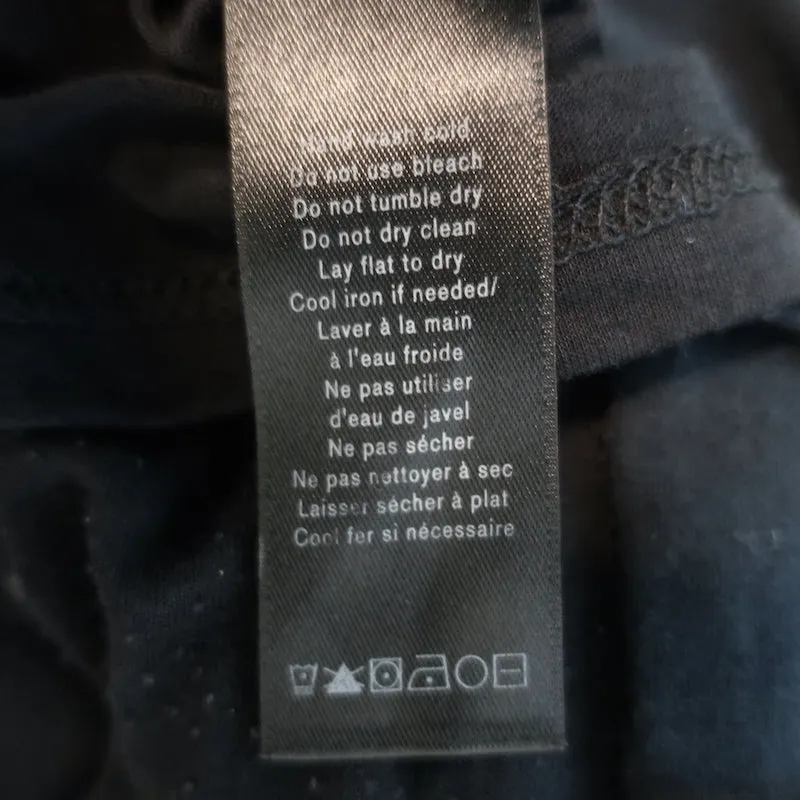 Hand wash cold
Do not use bleach
Do not tumble dry
Do not dry clean
Lay flat to dry
Cool iron if needed/
Laver à la main
à l'eau froide
Ne pas utiliser
d'eau de javel
Ne pas sécher
Ne pas nettoyer à sec
Laisser sécher à plat
Cool fer si nécessaire